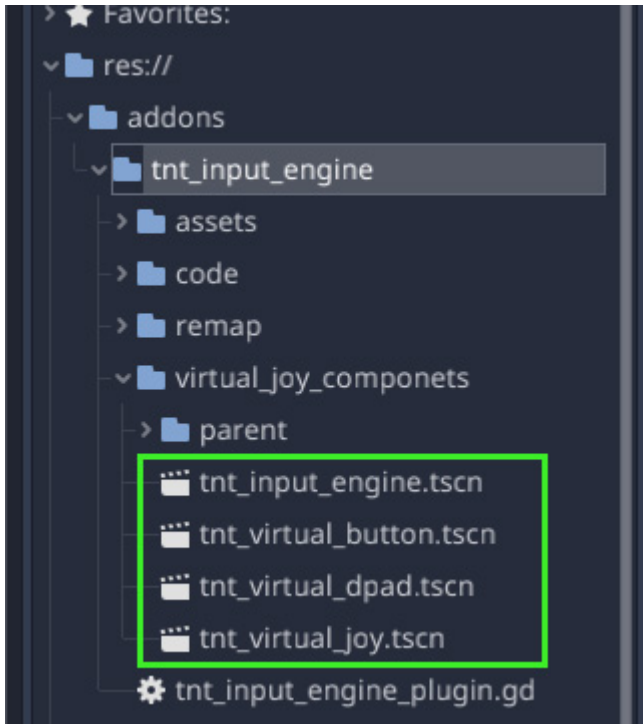 Favorites:
res://
addons
tnt_input_engine
assets
code
remap
virtual_joy_componets
parent
tnt_input_engine.tscn
tnt_virtual_button.tscn
tnt_virtual_dpad.tscn
tnt_virtual_joy.tscn
tnt_input_engine_plugin.gd